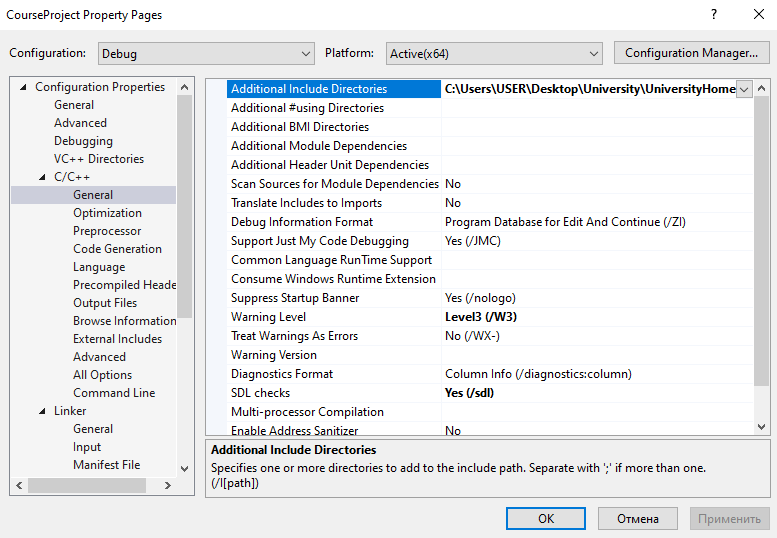 CourseProject Property Pages
? ×
Configuration: Debug Platform: Active(x64) Configuration Manager...
Configuration Properties
General
Advanced
Debugging
VC++ Directories
C/C++
General
Optimization
Preprocessor
Code Generation
Language
Precompiled Heade
Output Files
Browse Information
External Includes
Advanced
All Options
Command Line
Linker
General
Input
Manifest File
Additional Include Directories C:\Users\USER\Desktop\University\UniversityHome
Additional #using Directories
Additional BMI Directories
Additional Module Dependencies
Additional Header Unit Dependencies
Scan Sources for Module Dependencies No
Translate Includes to Imports No
Debug Information Format Program Database for Edit And Continue (/ZI)
Support Just My Code Debugging Yes (/JMC)
Common Language RunTime Support
Consume Windows Runtime Extension
Suppress Startup Banner Yes (/nologo)
Warning Level Level3 (/W3)
Treat Warnings As Errors No (/WX-)
Warning Version
Diagnostics Format Column Info (/diagnostics:column)
SDL checks Yes (/sdl)
Multi-processor Compilation
Enable Address Sanitizer No
Additional Include Directories
Specifies one or more directories to add to the include path. Separate with ';' if more than one.
(/I[path])
OK Отмена Применить